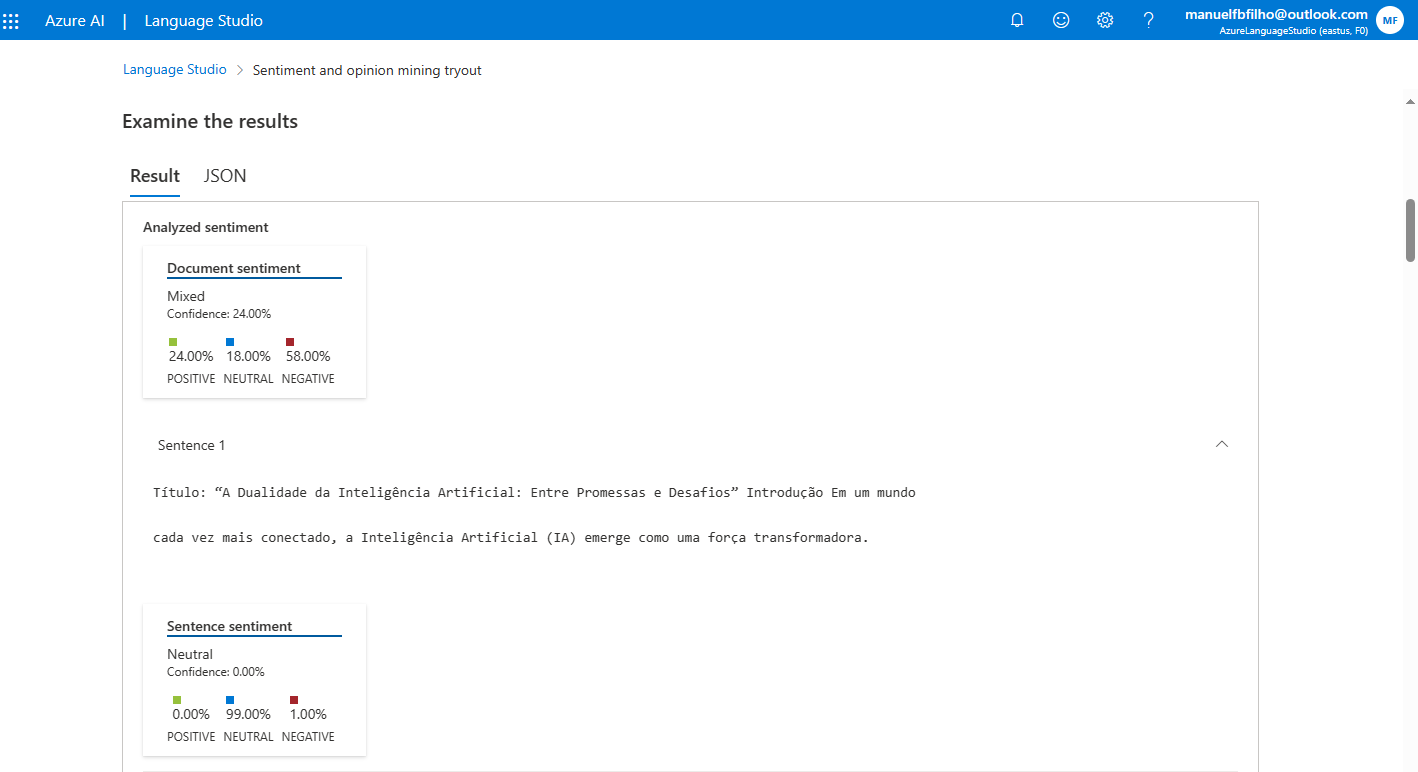 Azure AI | Language Studio
manuelfbfilho@outlook.com
AzureLanguageStudio (eastus, F0)
MF
Language Studio > Sentiment and opinion mining tryout
Examine the results
Result JSON
Analyzed sentiment
Document sentiment
Mixed
Confidence: 24.00%
24.00% 18.00% 58.00%
POSITIVE NEUTRAL NEGATIVE
Sentence 1
Título: “A Dualidade da Inteligência Artificial: Entre Promessas e Desafios” Introdução Em um mundo
cada vez mais conectado, a Inteligência Artificial (IA) emerge como uma força transformadora.
Sentence sentiment
Neutral
Confidence: 0.00%
0.00% 99.00% 1.00%
POSITIVE NEUTRAL NEGATIVE